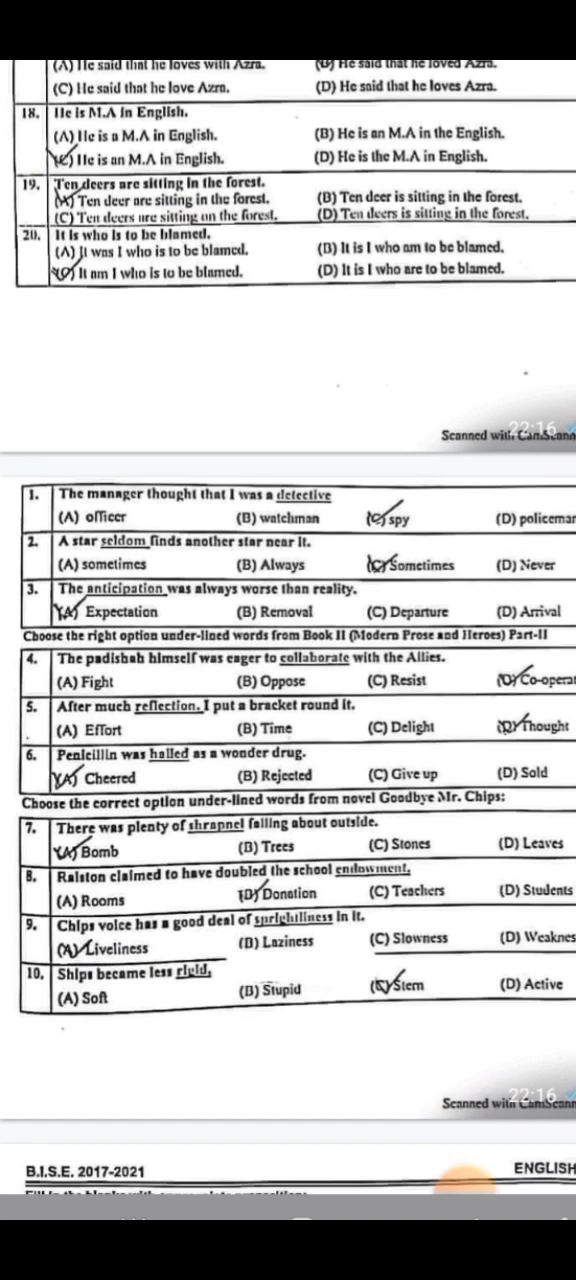 (A) He said that he loves with Azra. (B) He said that he loved Azra.
(C) He said that he love Azra. (D) He said that he loves Azra.
18. He is M.A in English.
(A) He is a M.A in English. (B) He is an M.A in the English.
(C) He is an M.A in English. (D) He is the M.A in English.
19. Ten deers are sitting in the forest.
(A) Ten deer are sitting in the forest. (B) Ten deer is sitting in the forest.
(C) Ten deers are sitting on the forest. (D) Ten deers is sitting in the forest.
20. It is who is to be blamed.
(A) It was I who is to be blamed. (B) It is I who am to be blamed.
(C) It am I who is to be blamed. (D) It is I who are to be blamed.
22:16
Scanned with CamScann
1. The manager thought that I was a detective
(A) officer (B) watchman (C) spy (D) policeman
2. A star seldom finds another star near it.
(A) sometimes (B) Always (C) Sometimes (D) Never
3. The anticipation was always worse than reality.
(A) Expectation (B) Removal (C) Departure (D) Arrival
Choose the right option under-lined words from Book II (Modern Prose and Heroes) Part-II
4. The padishah himself was eager to collaborate with the Allies.
(A) Fight (B) Oppose (C) Resist (D) Co-operat
5. After much reflection, I put a bracket round it.
(A) Effort (B) Time (C) Delight (D) Thought
6. Penicillin was hailed as a wonder drug.
(A) Cheered (B) Rejected (C) Give up (D) Sold
Choose the correct option under-lined words from novel Goodbye Mr. Chips:
7. There was plenty of shrapnel falling about outside.
(A) Bomb (B) Trees (C) Stones (D) Leaves
8. Ralston claimed to have doubled the school endowment.
(A) Rooms (B) Donation (C) Teachers (D) Students
9. Chips voice has a good deal of sprightliness in it.
(A) Liveliness (B) Laziness (C) Slowness (D) Weaknes
10. Ships became less rigid.
(A) Soft (B) Stupid (C) Stern (D) Active
22:16
Scanned with CamScann
B.I.S.E. 2017-2021 ENGLISH